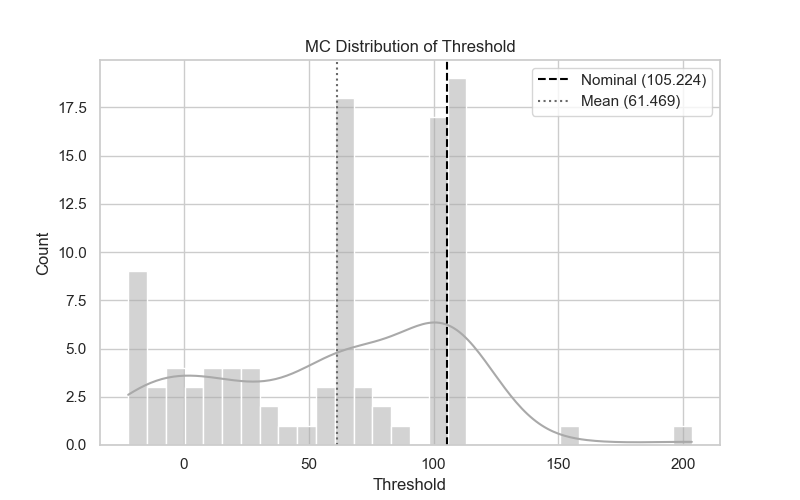 MC Distribution of Threshold
Nominal (105.224)
Mean (61.469)
Count
17.5
15.0
12.5
10.0
7.5
5.0
2.5
0.0
0 50 100 150 200
Threshold